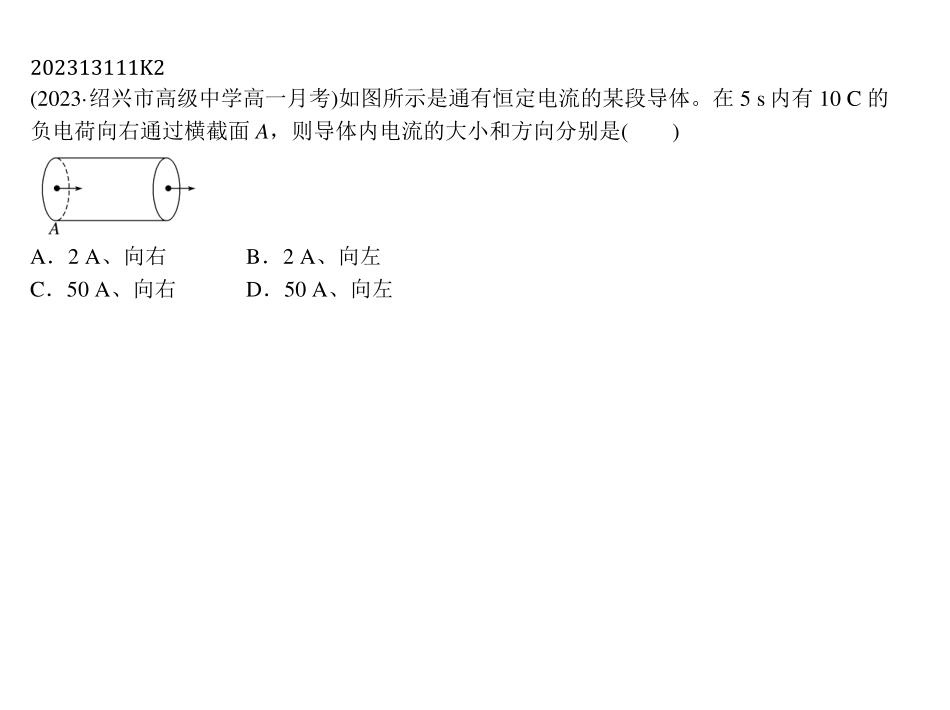 202313111K2
(2023·绍兴市高级中学高一月考)如图所示是通有恒定电流的某段导体。在 5 s 内有 10 C 的
负电荷向右通过横截面 A，则导体内电流的大小和方向分别是(　　)
A
A．2 A、向右　　B．2 A、向左
C．50 A、向右　　D．50 A、向左